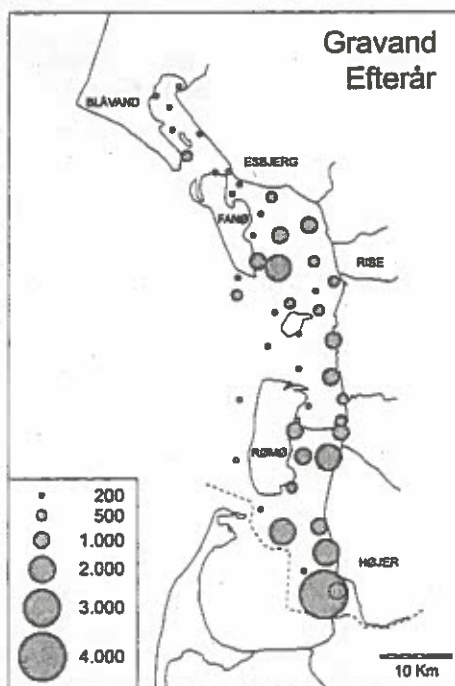 Gravand
Efterår
BLÅVAND
ESBJERG
FANØ
RIBE
RØMØ
HØJER
200
500
1.000
2.000
3.000
4.000
10 Km